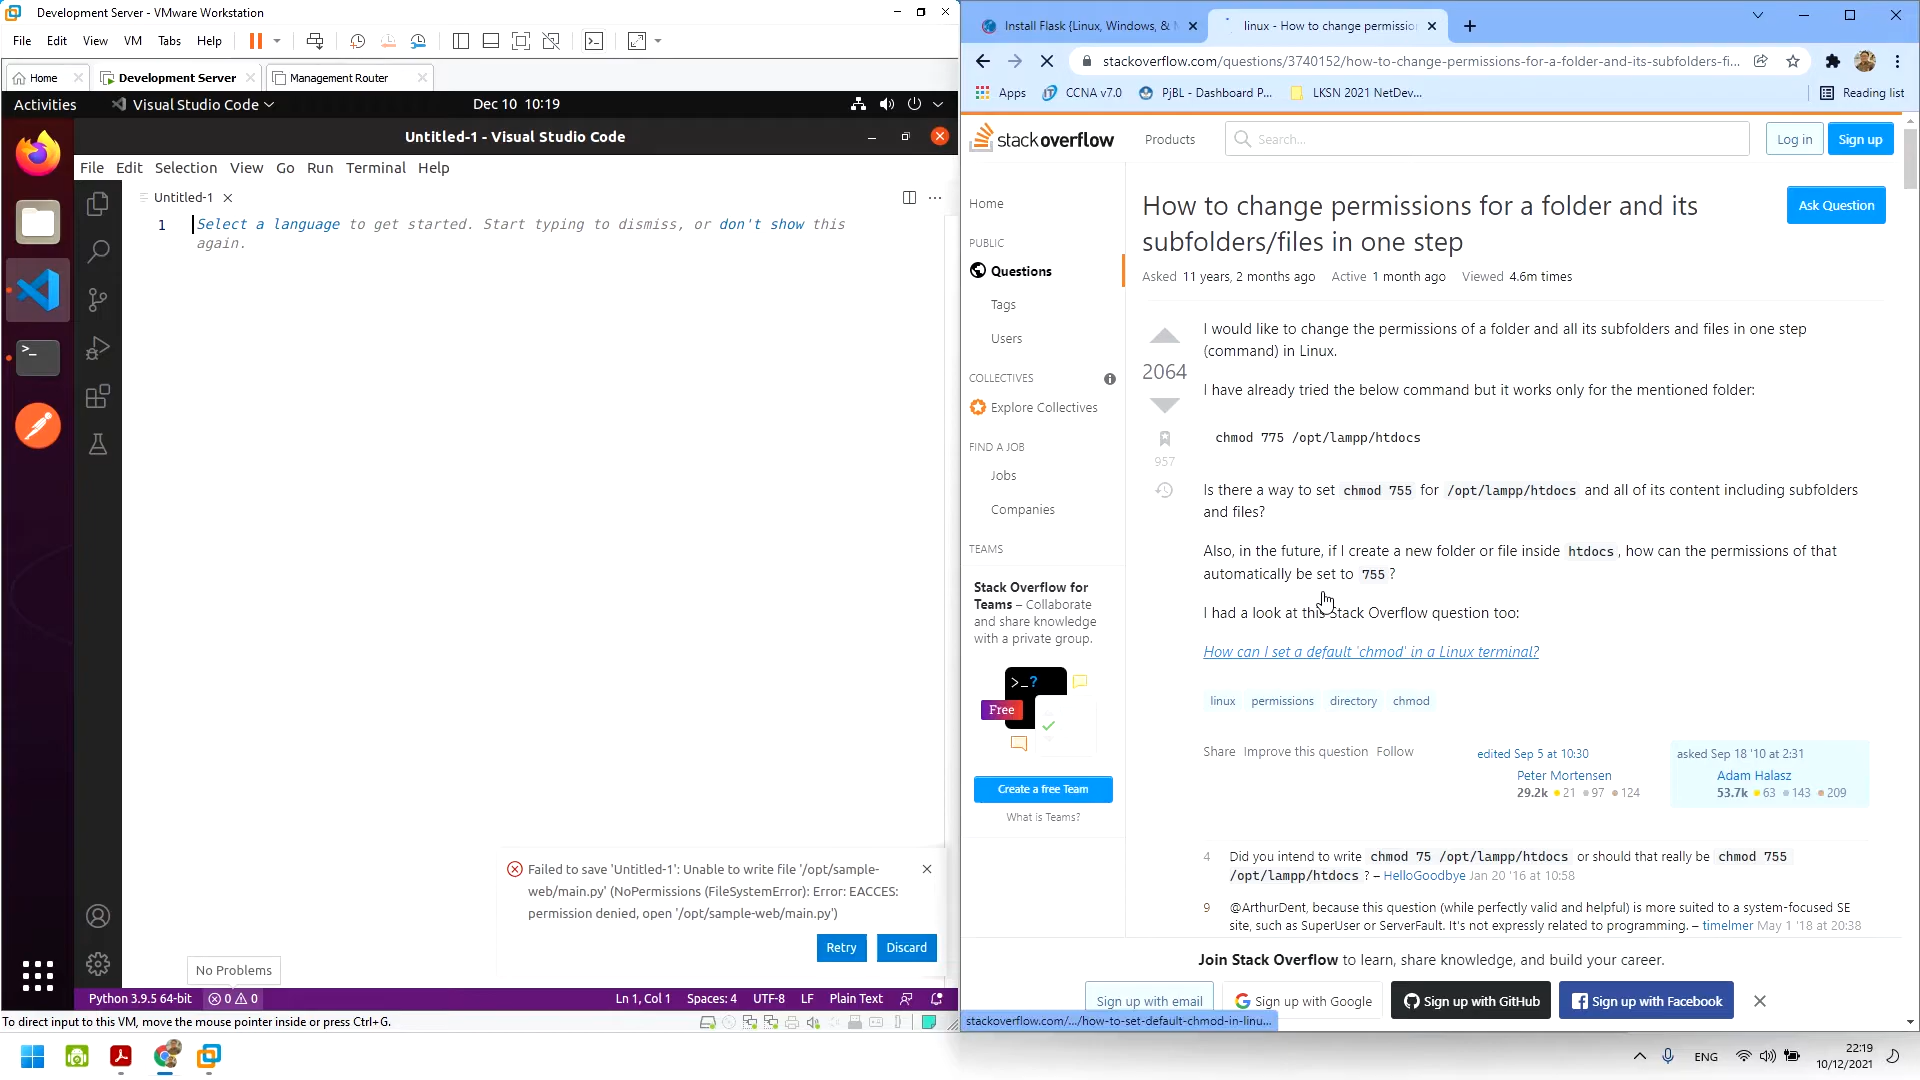 Development Server - VMware Workstation
File Edit View VM Tabs Help
Home
Development Server
Management Router
Activities
Visual Studio Code
Dec 10 10:19
Untitled-1 - Visual Studio Code
File Edit Selection View Go Run Terminal Help
Untitled-1
1
Select a language to get started. Start typing to dismiss, or don't show this
again.
Failed to save 'Untitled-1': Unable to write file '/opt/sample-
web/main.py' (NoPermissions (FileSystemError): Error: EACCES:
permission denied, open '/opt/sample-web/main.py')
Retry
Discard
No Problems
Python 3.9.5 64-bit
0
0
Ln 1, Col 1
Spaces: 4
UTF-8
LF
Plain Text
To direct input to this VM, move the mouse pointer inside or press Ctrl+G.
Install Flask {Linux, Windows, &
linux - How to change permissio
stackoverflow.com/questions/3740152/how-to-change-permissions-for-a-folder-and-its-subfolders-fi...
Apps
CCNA v7.0
PjBL - Dashboard P...
LKSN 2021 NetDev...
Reading list
stackoverflow
Products
Search...
Log in
Sign up
Home
PUBLIC
Questions
Tags
Users
COLLECTIVES
Explore Collectives
FIND A JOB
Jobs
Companies
TEAMS
Stack Overflow for
Teams – Collaborate
and share knowledge
with a private group.
>_?
Free
Create a free Team
What is Teams?
How to change permissions for a folder and its
subfolders/files in one step
Ask Question
Asked 11 years, 2 months ago Active 1 month ago Viewed 4.6m times
2064
957
I would like to change the permissions of a folder and all its subfolders and files in one step
(command) in Linux.
I have already tried the below command but it works only for the mentioned folder:
chmod 775 /opt/lampp/htdocs
Is there a way to set chmod 755 for /opt/lampp/htdocs and all of its content including subfolders
and files?
Also, in the future, if I create a new folder or file inside htdocs, how can the permissions of that
automatically be set to 755?
I had a look at this Stack Overflow question too:
How can I set a default 'chmod' in a Linux terminal?
linux permissions directory chmod
Share Improve this question Follow
edited Sep 5 at 10:30
Peter Mortensen
29.2k 21 97 124
asked Sep 18 '10 at 2:31
Adam Halasz
53.7k 63 143 209
4 Did you intend to write chmod 75 /opt/lampp/htdocs or should that really be chmod 755
/opt/lampp/htdocs ? – HelloGoodbye Jan 20 '16 at 10:58
9 @ArthurDent, because this question (while perfectly valid and helpful) is more suited to a system-focused SE
site, such as SuperUser or ServerFault. It's not expressly related to programming. – timelmer May 1 '18 at 20:38
Join Stack Overflow to learn, share knowledge, and build your career.
Sign up with email
Sign up with Google
Sign up with GitHub
Sign up with Facebook
stackoverflow.com/.../how-to-set-default-chmod-in-linu...
ENG
22:19
10/12/2021